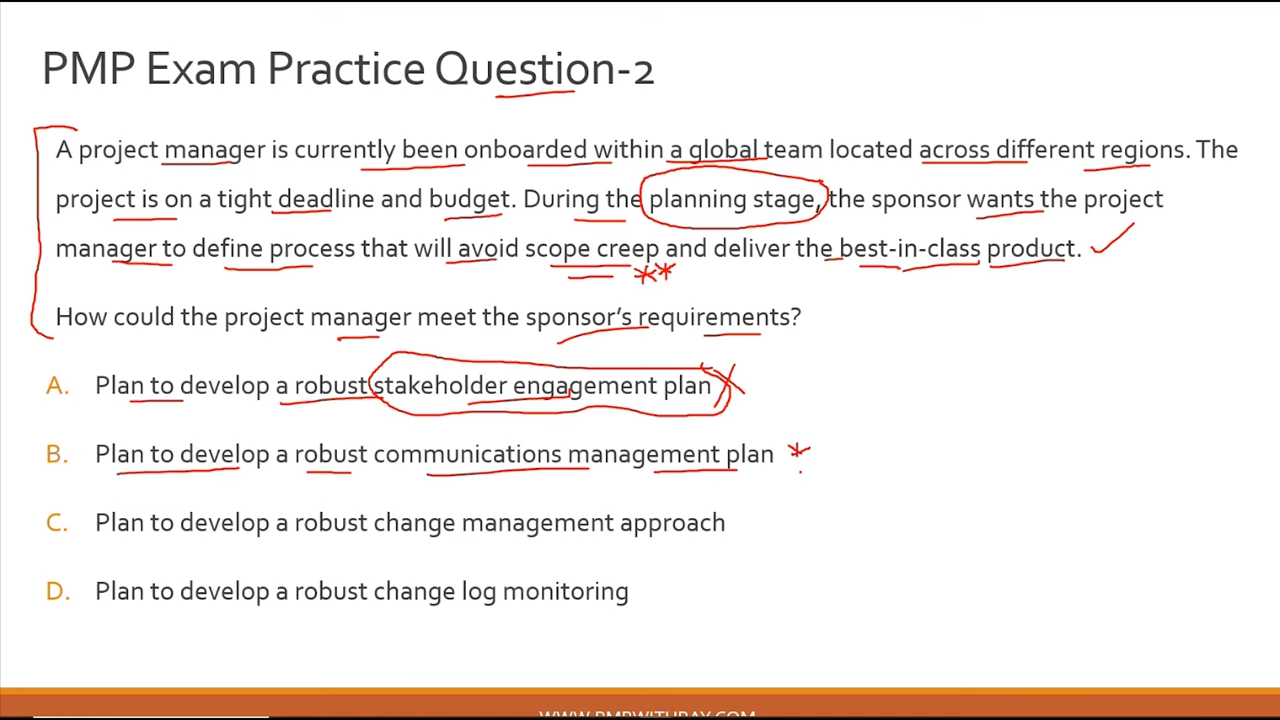 PMP Exam Practice Question-2
A project manager is currently been onboarded within a global team located across different regions. The
project is on a tight deadline and budget. During the planning stage, the sponsor wants the project
manager to define process that will avoid scope creep and deliver the best-in-class product.
How could the project manager meet the sponsor's requirements?
A. Plan to develop a robust stakeholder engagement plan
B. Plan to develop a robust communications management plan
C. Plan to develop a robust change management approach
D. Plan to develop a robust change log monitoring